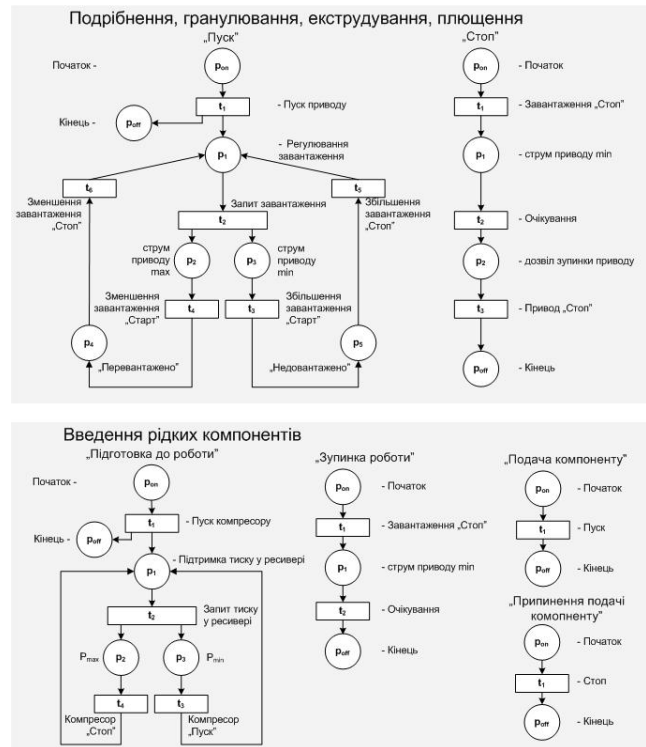 Подрібнення, гранулювання, екструдування, плющення
„Пуск"
Початок -
pon
t1
- Пуск приводу
Кінець -
poff
p1
- Регулювання
завантаження
t6
Зменшення
завантаження
„Стоп"
t5
Збільшення
завантаження
„Стоп"
Запит завантаження
t2
струм
приводу
max
p2
p3
струм
приводу
min
Зменшення
завантаження
„Старт"
t4
t3
Збільшення
завантаження
„Старт"
p4
p5
„Перевантажено"
„Недовантажено"
„Стоп"
pon
- Початок
t1
- Завантаження „Стоп"
p1
- струм приводу min
t2
- Очікування
p2
- дозвіл зупинки приводу
t3
- Привод „Стоп"
poff
- Кінець
Введення рідких компонентів
„Підготовка до роботи"
Початок -
pon
t1
- Пуск компресору
Кінець -
poff
- Підтримка тиску у ресивері
p1
Запит тиску
у ресивері
t2
Pmax
p2
p3
Pmin
t4
t3
Компресор
„Стоп"
Компресор
„Пуск"
„Зупинка роботи"
pon
- Початок
t1
- Завантаження „Стоп"
p1
- струм приводу min
t2
- Очікування
poff
- Кінець
„Подача компоненту"
pon
- Початок
t1
- Пуск
poff
- Кінець
„Припинення подачі
комопненту"
pon
- Початок
t1
- Стоп
poff
- Кінець